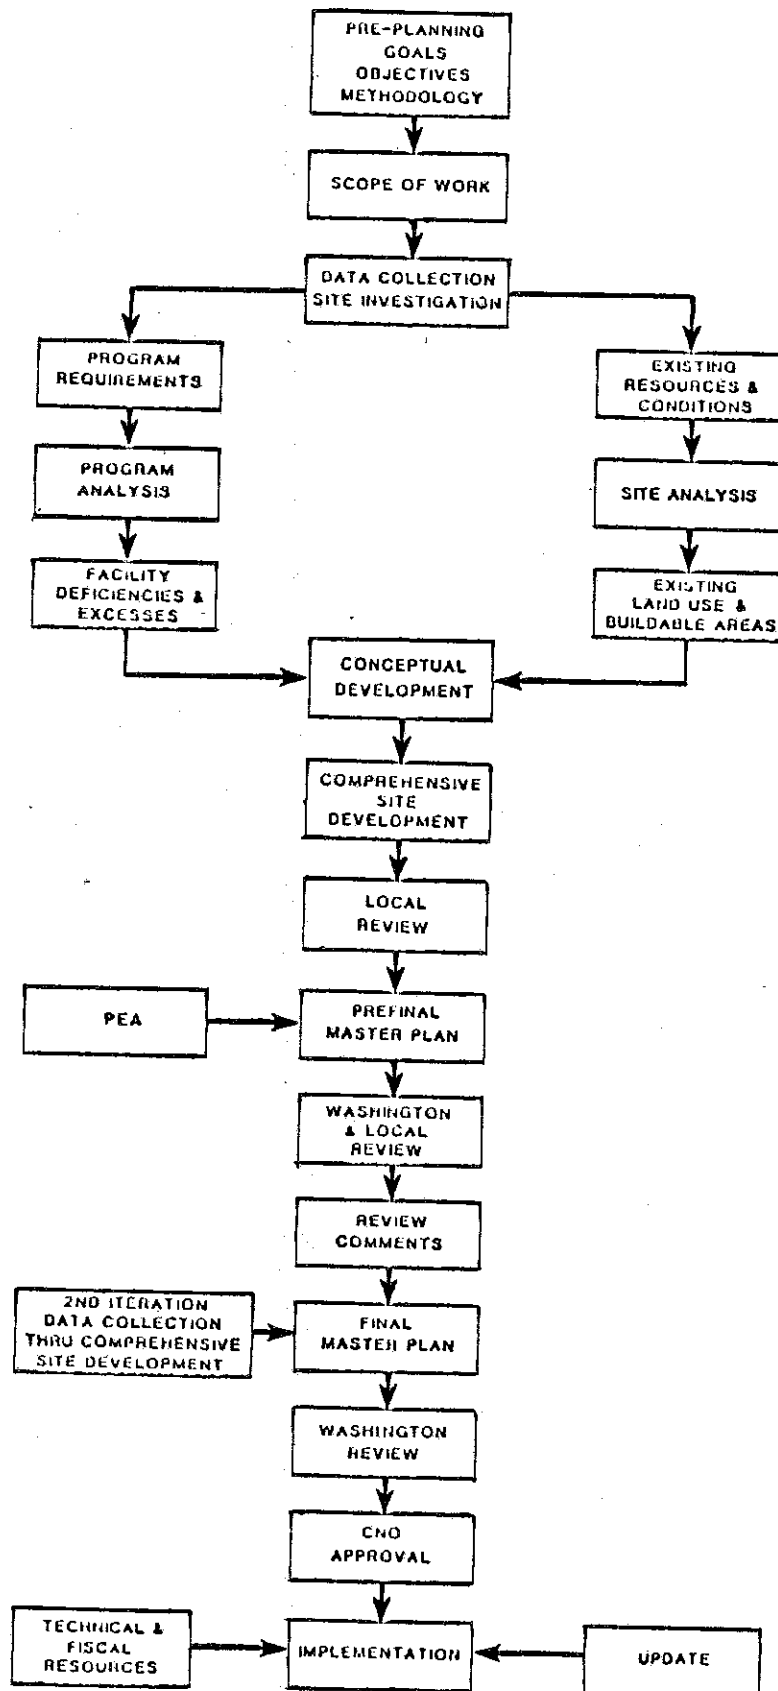 PRE-PLANNING
GOALS
OBJECTIVES
METHODOLOGY
SCOPE OF WORK
DATA COLLECTION
SITE INVESTIGATION
PROGRAM
REQUIREMENTS
EXISTING
RESOURCES &
CONDITIONS
PROGRAM
ANALYSIS
SITE ANALYSIS
FACILITY
DEFICIENCIES &
EXCESSES
EXISTING
LAND USE &
BUILDABLE AREAS
CONCEPTUAL
DEVELOPMENT
COMPREHENSIVE
SITE
DEVELOPMENT
LOCAL
REVIEW
PEA
PREFINAL
MASTER PLAN
WASHINGTON
& LOCAL
REVIEW
REVIEW
COMMENTS
2ND ITERATION
DATA COLLECTION
THRU COMPREHENSIVE
SITE DEVELOPMENT
FINAL
MASTER PLAN
WASHINGTON
REVIEW
CNO
APPROVAL
TECHNICAL &
FISCAL
RESOURCES
IMPLEMENTATION
UPDATE